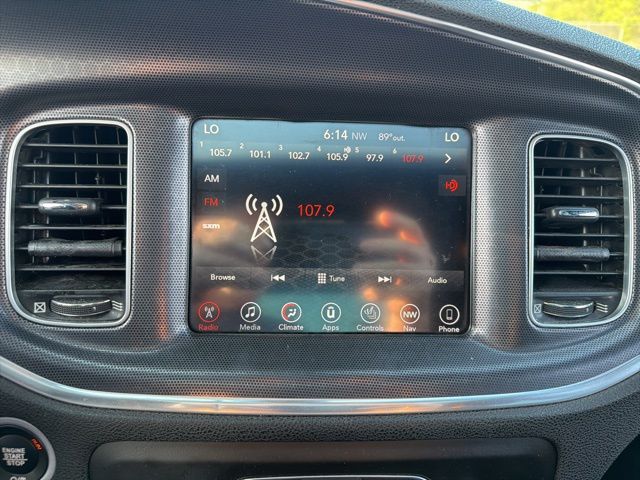 LO 6:14 NW 89°out. LO
1 105.7 2 101.1 3 102.7 4 105.9 5 97.9 6 107.9
AM
FM 107.9
sxm
Browse Tune Audio
NW
Radio Media Climate Apps Controls Nav Phone
RUN
ENGINE
START
STOP